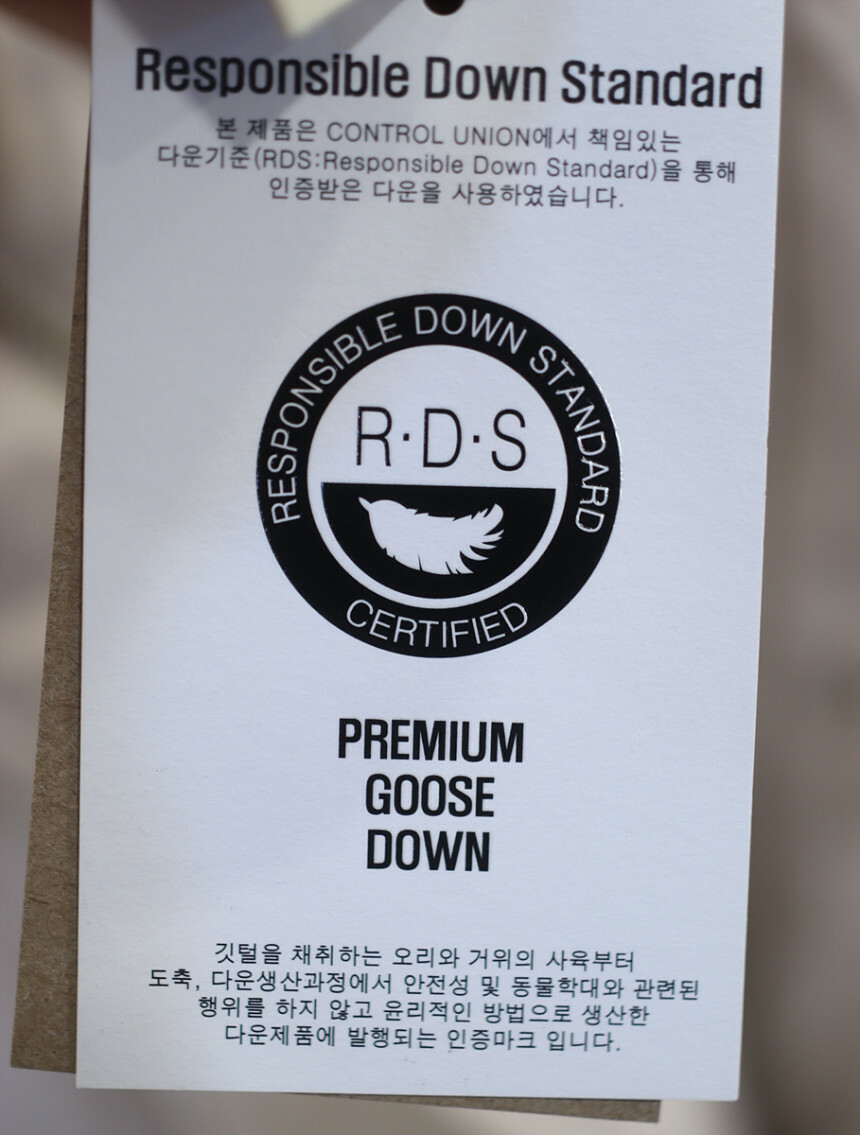 Responsible Down Standard
본 제품은 CONTROL UNION에서 책임있는
다운기준(RDS:Responsible Down Standard)을 통해
인증받은 다운을 사용하였습니다.
RESPONSIBLE DOWN STANDARD
R·D·S
CERTIFIED
PREMIUM
GOOSE
DOWN
깃털을 채취하는 오리와 거위의 사육부터
도축, 다운생산과정에서 안전성 및 동물학대와 관련된
행위를 하지 않고 윤리적인 방법으로 생산한
다운제품에 발행되는 인증마크 입니다.